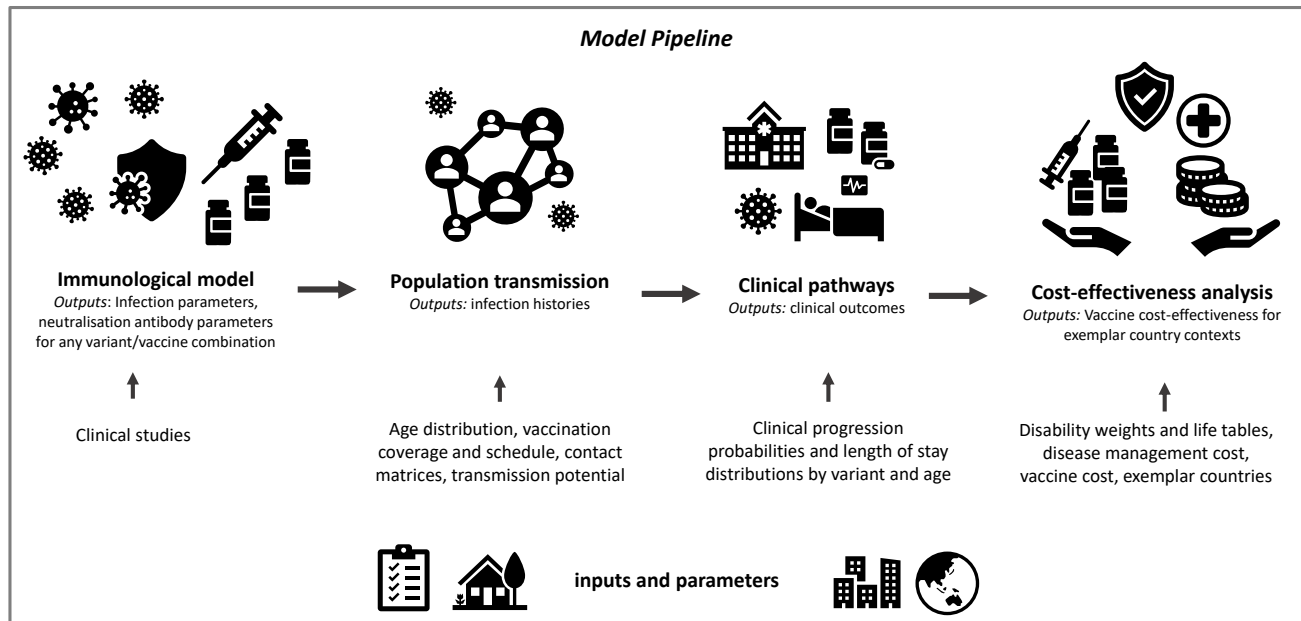 Model Pipeline
Immunological model
Outputs: Infection parameters,
neutralisation antibody parameters
for any variant/vaccine combination
Population transmission
Outputs: infection histories
Clinical pathways
Outputs: clinical outcomes
Cost-effectiveness analysis
Outputs: Vaccine cost-effectiveness for
exemplar country contexts
Clinical studies
Age distribution, vaccination
coverage and schedule, contact
matrices, transmission potential
Clinical progression
probabilities and length of stay
distributions by variant and age
Disability weights and life tables,
disease management cost,
vaccine cost, exemplar countries
inputs and parameters